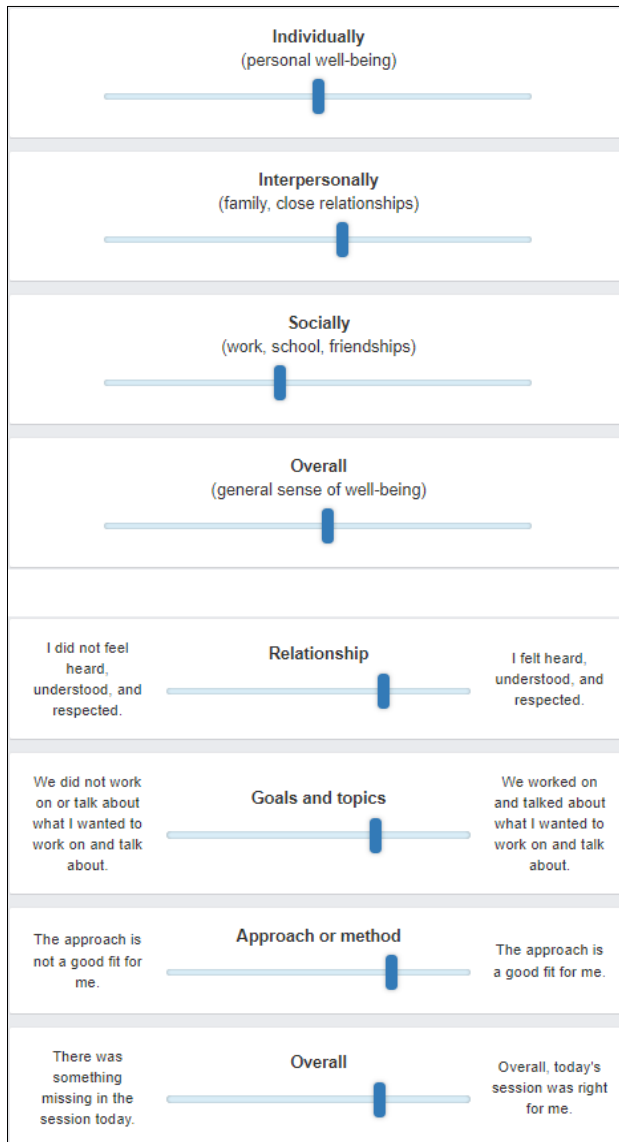 Individually
(personal well-being)
Interpersonally
(family, close relationships)
Socially
(work, school, friendships)
Overall
(general sense of well-being)
I did not feel
heard,
understood, and
respected.
Relationship
I felt heard,
understood, and
respected.
We did not work
on or talk about
what I wanted to
work on and talk
about.
Goals and topics
We worked on
and talked about
what I wanted to
work on and talk
about.
The approach is
not a good fit for
me.
Approach or method
The approach is
a good fit for me.
There was
something
missing in the
session today.
Overall
Overall, today's
session was right
for me.